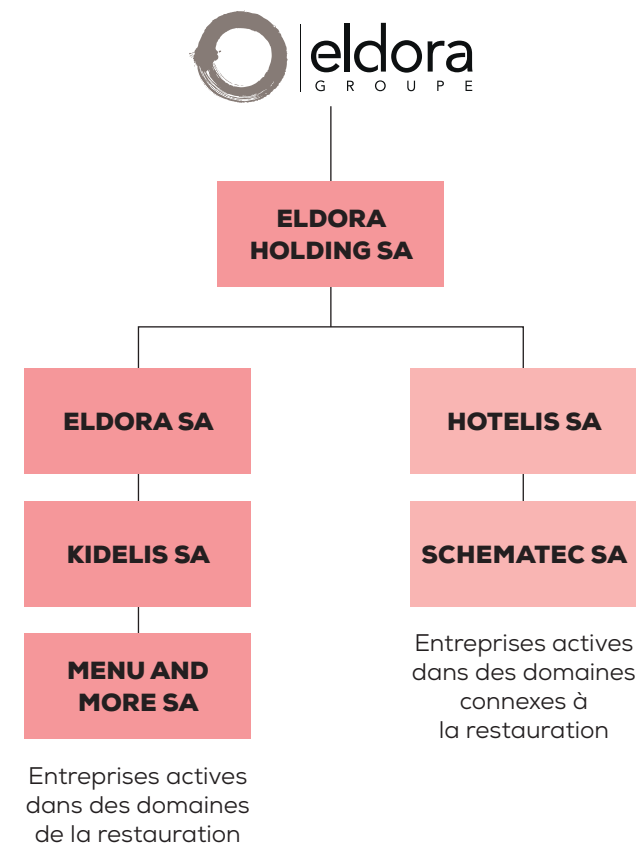 eldora
GROUPE
ELDORA
HOLDING SA
ELDORA SA
KIDELIS SA
MENU AND
MORE SA
Entreprises actives
dans des domaines
de la restauration
HOTELIS SA
SCHEMATEC SA
Entreprises actives
dans des domaines
connexes à
la restauration